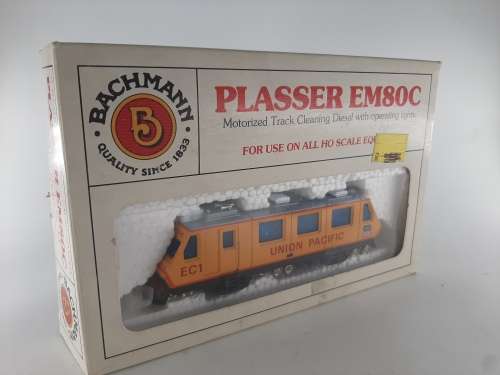 BACHMANN
B
QUALITY SINCE 1833
PLASSER EM80C
Motorized Track Cleaning Diesel with operating lights
FOR USE ON ALL HO SCALE
EC1
UNION PACIFIC